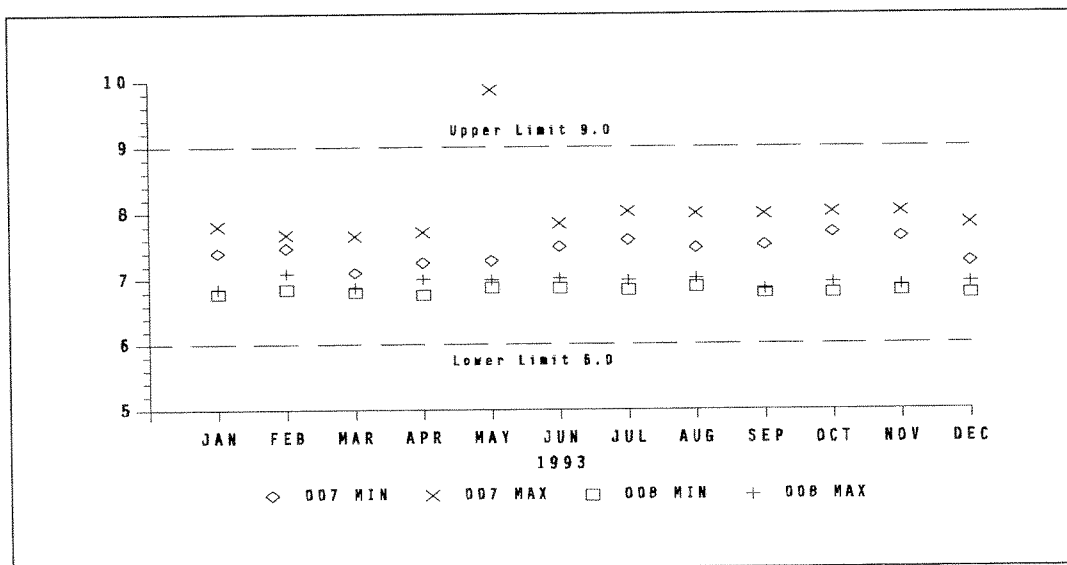 10
Upper Limit 9.0
9
8
7
6
Lower Limit 6.0
5
JAN FEB MAR APR MAY JUN JUL AUG SEP OCT NOV DEC
1993
007 MIN 007 MAX 008 MIN 008 MAX